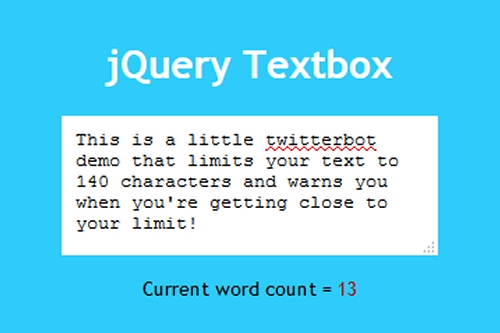 jQuery Textbox
This is a little twitterbot
demo that limits your text to
140 characters and warns you
when you're getting close to
your limit!
Current word count = 13